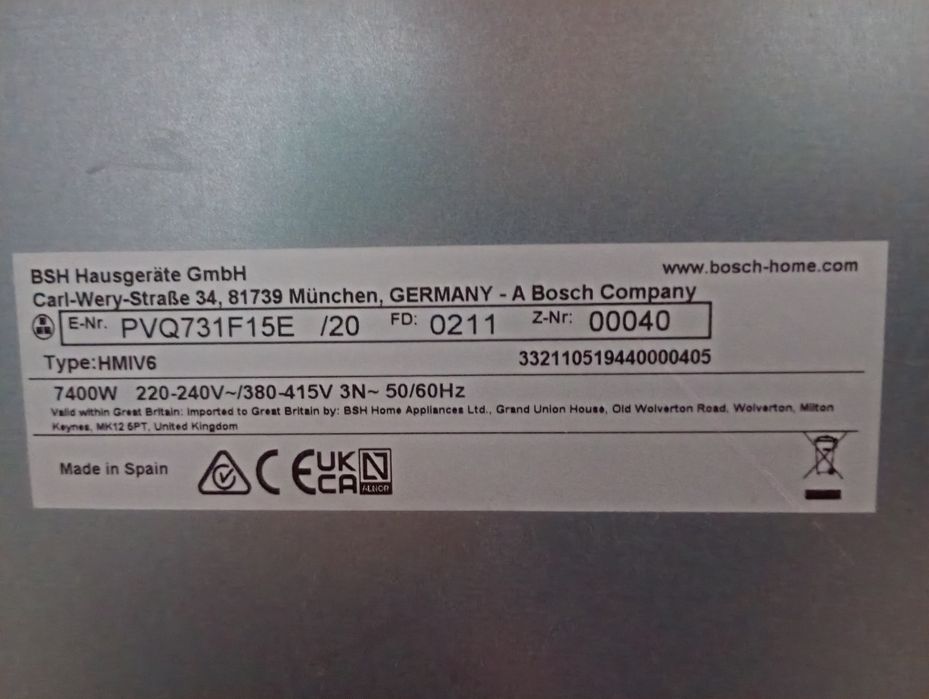 BSH Hausgeräte GmbH www.bosch-home.com
Carl-Wery-Straße 34, 81739 München, GERMANY - A Bosch Company
E-Nr. PVQ731F15E /20 FD: 0211 Z-Nr: 00040
Type:HMIV6 332110519440000405
7400W 220-240V~/380-415V 3N~ 50/60Hz
Valid within Great Britain: Imported to Great Britain by: BSH Home Appliances Ltd., Grand Union House, Old Wolverton Road, Wolverton, Milton
Keynes, MK12 5PT, United Kingdom
Made in Spain CE UK CA N AENOR